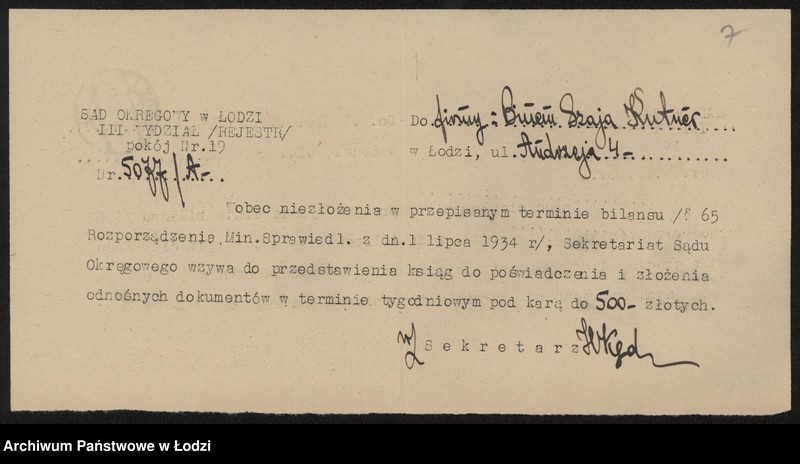 7
SĄD OKRĘGOWY w ŁODZI
III WYDZIAŁ /REJESTR/
pokój Nr.19
Nr. 5077/A-..
Do firmy: Binem Szaja Kutner
w Łodzi, ul. Andrzeja 4-
Wobec niezłożenia w przepisanym terminie bilansu /§ 65
Rozporządzenie Min.Sprawiedl. z dn.1 lipca 1934 r/, Sekretariat Sądu
Okręgowego wzywa do przedstawienia ksiąg do poświadczenia i złożenia
odnośnych dokumentów w terminie tygodniowym pod karą do 500- złotych.
Sekretarz
Archiwum Państwowe w Łodzi